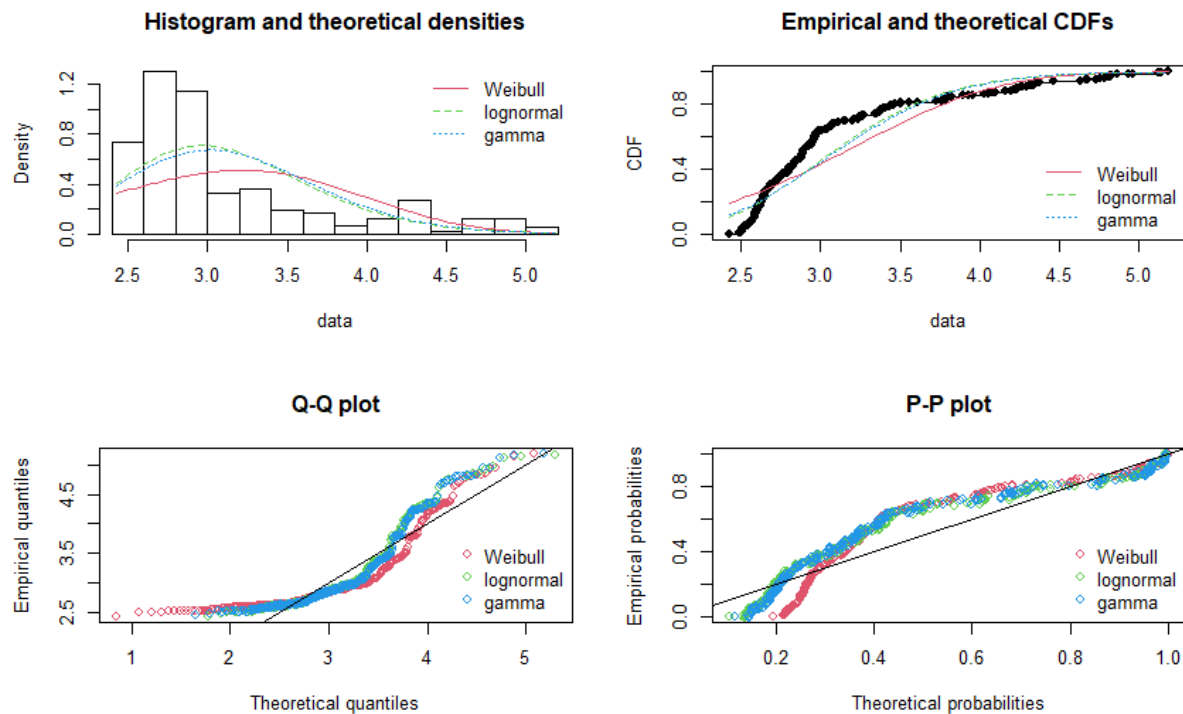 Histogram and theoretical densities
Density
0.0 0.4 0.8 1.2
Weibull
lognormal
gamma
2.5 3.0 3.5 4.0 4.5 5.0
data
Empirical and theoretical CDFs
CDF
0.0 0.4 0.8
Weibull
lognormal
gamma
2.5 3.0 3.5 4.0 4.5 5.0
data
Q-Q plot
Empirical quantiles
2.5 3.5 4.5
Weibull
lognormal
gamma
1 2 3 4 5
Theoretical quantiles
P-P plot
Empirical probabilities
0.0 0.4 0.8
Weibull
lognormal
gamma
0.2 0.4 0.6 0.8 1.0
Theoretical probabilities